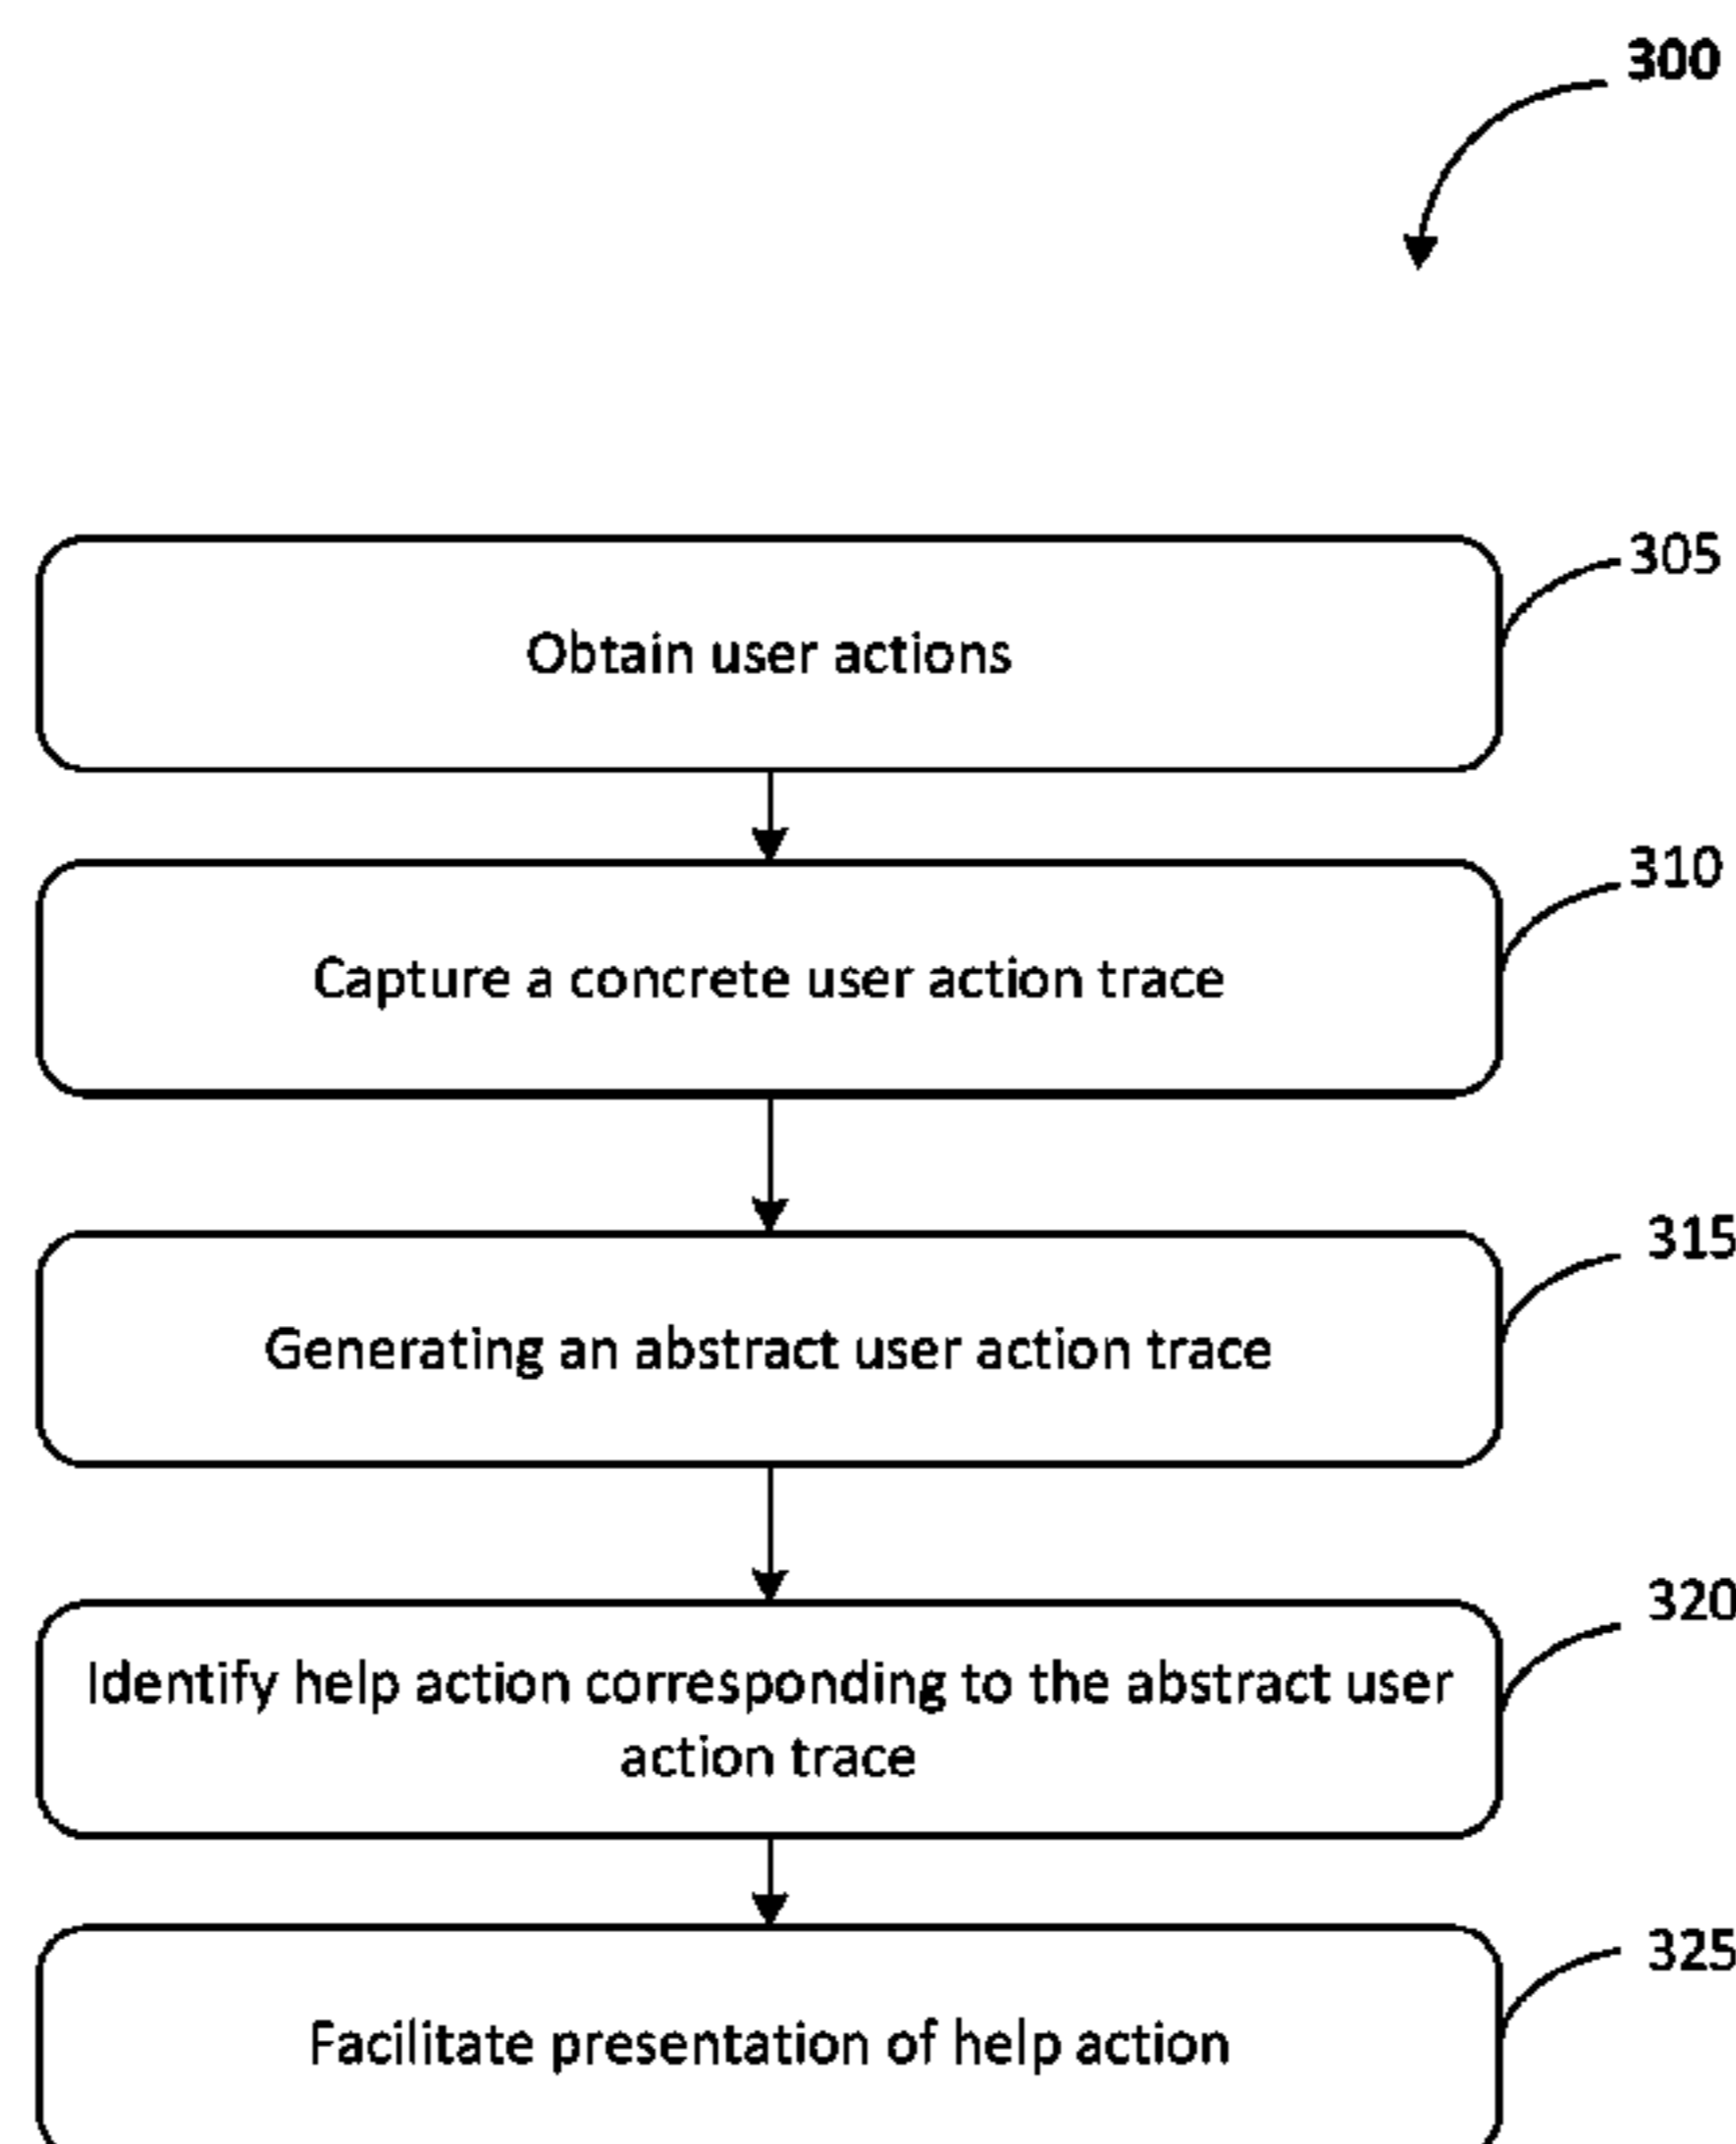 300
305
Obtain user actions
310
Capture a concrete user action trace
315
Generating an abstract user action trace
320
Identify help action corresponding to the abstract user
action trace
325
Facilitate presentation of help action